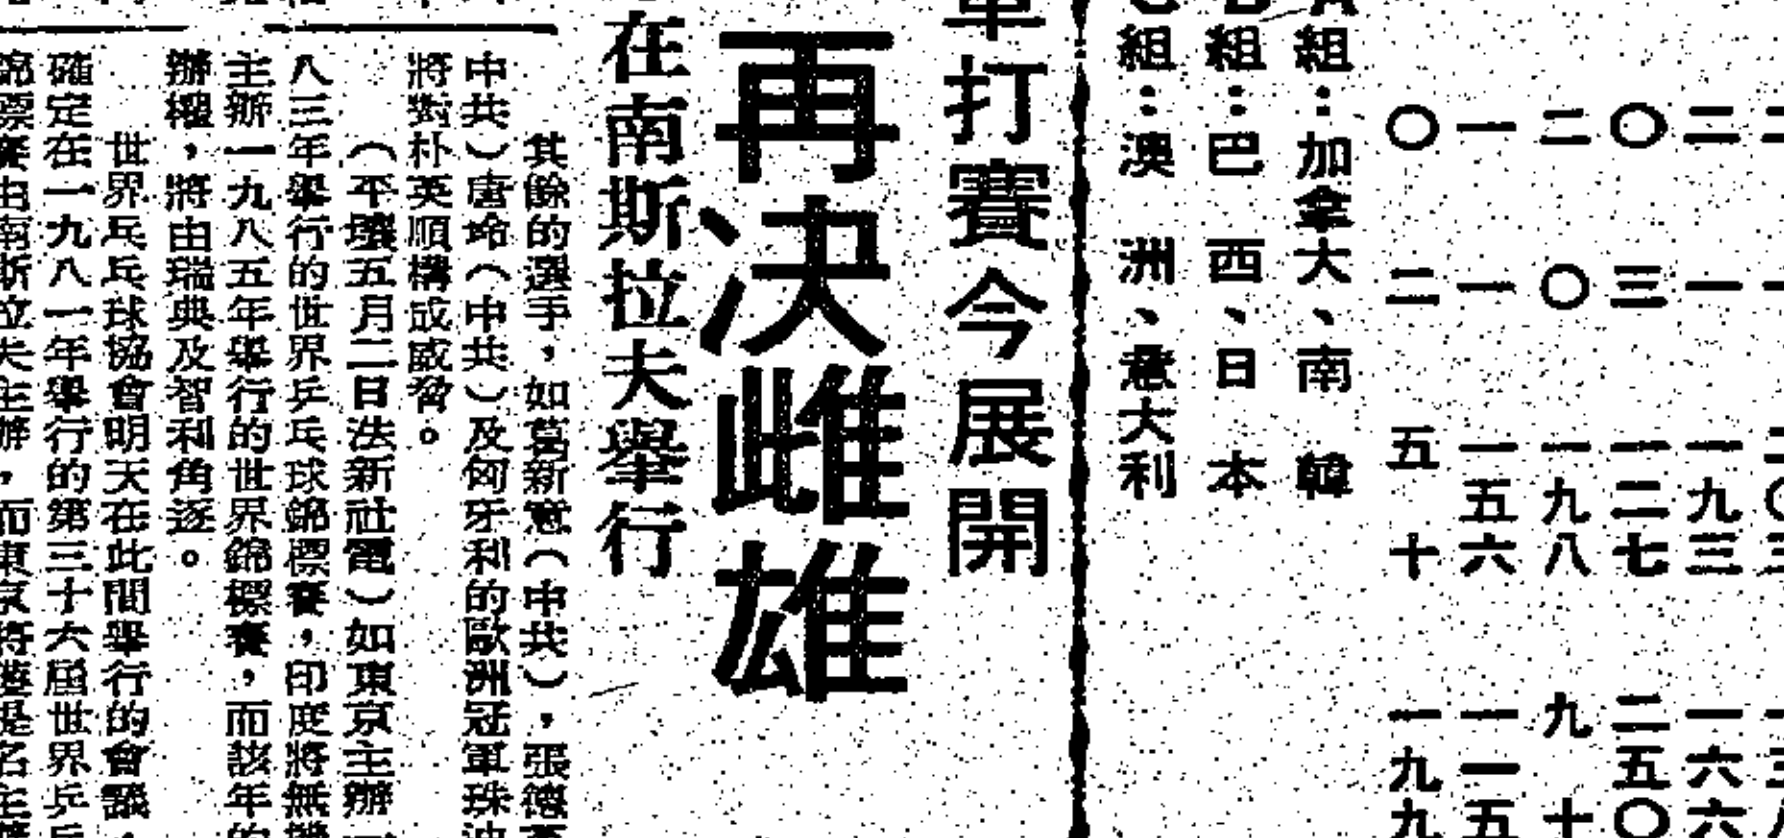 二 一 一九三 一六六
〇 三 一二七 二五〇
二 〇 一九八 九十
一 一 一五六 一一五
〇 二 五十 一九九
A組：加拿大、南韓
B組：巴西、日本
C組：澳洲、意大利
單打賽今展開
再決雌雄
在南斯拉夫舉行
其餘的選手，如葛新愛（中共），張德英
中共）唐玲（中共）及匈牙利的歐洲冠軍珠
將對朴英順構成威脅。
（平壤五月二日法新社電）如東京主辦
八三年舉行的世界乒乓球錦標賽，印度將無機
主辦一九八五年舉行的世界錦標賽，而該年的
辦權，將由瑞典及智利角逐。
世界乒乓球協會明天在此間舉行的會議，
確定在一九八一年舉行的第三十六屆世界乒乓
錦標賽由南斯拉夫主辦，而東京將獲提名主辦